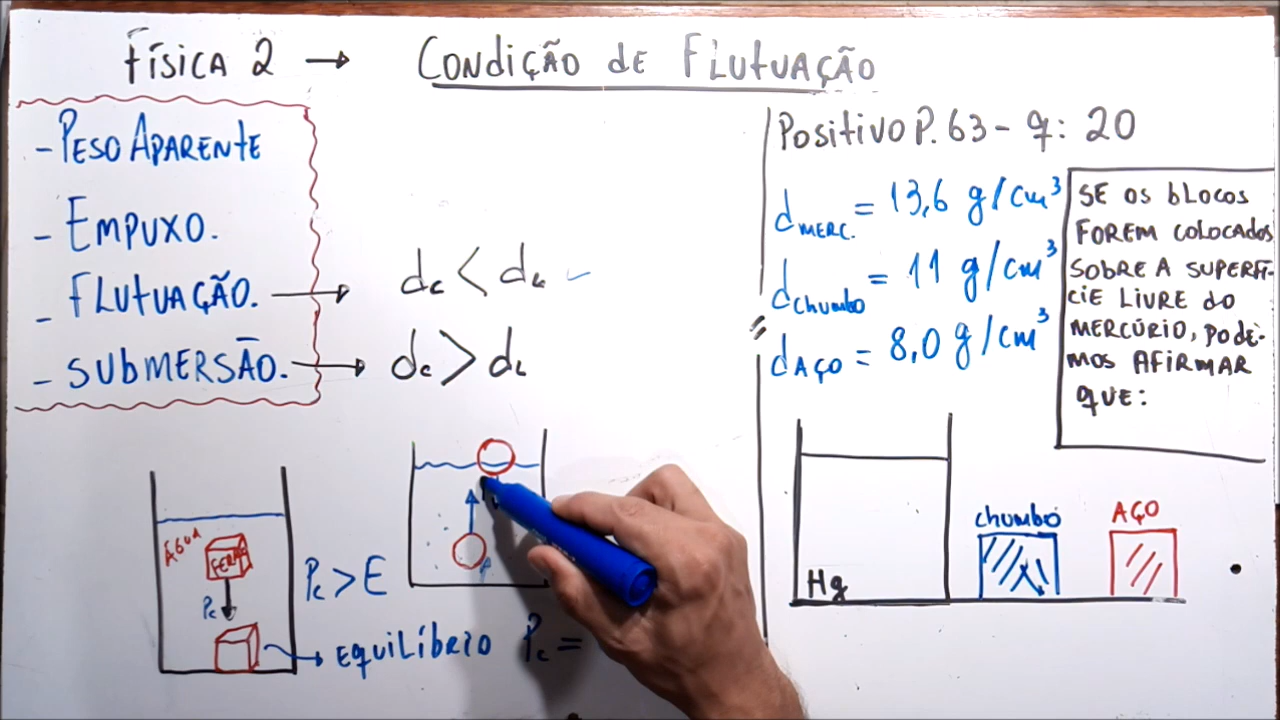 Física 2 → Condição de Flutuação
- Peso Aparente
- Empuxo.
- Flutuação. → dc < dL
- Submersão. → dc > dL
Água
Pc
Pc > E
equilíbrio Pc =
Positivo P. 63 - q: 20
dMERC. = 13,6 g/cm³
dChumbo = 11 g/cm³
dAço = 8,0 g/cm³
SE OS blocos
FOREM COLOCADOS
SOBRE A SUPERFÍ-
CIE LIVRE do
MERCÚRIO, POdE-
MOS AFIRMAR
QUE:
Hg
Chumbo
AÇO